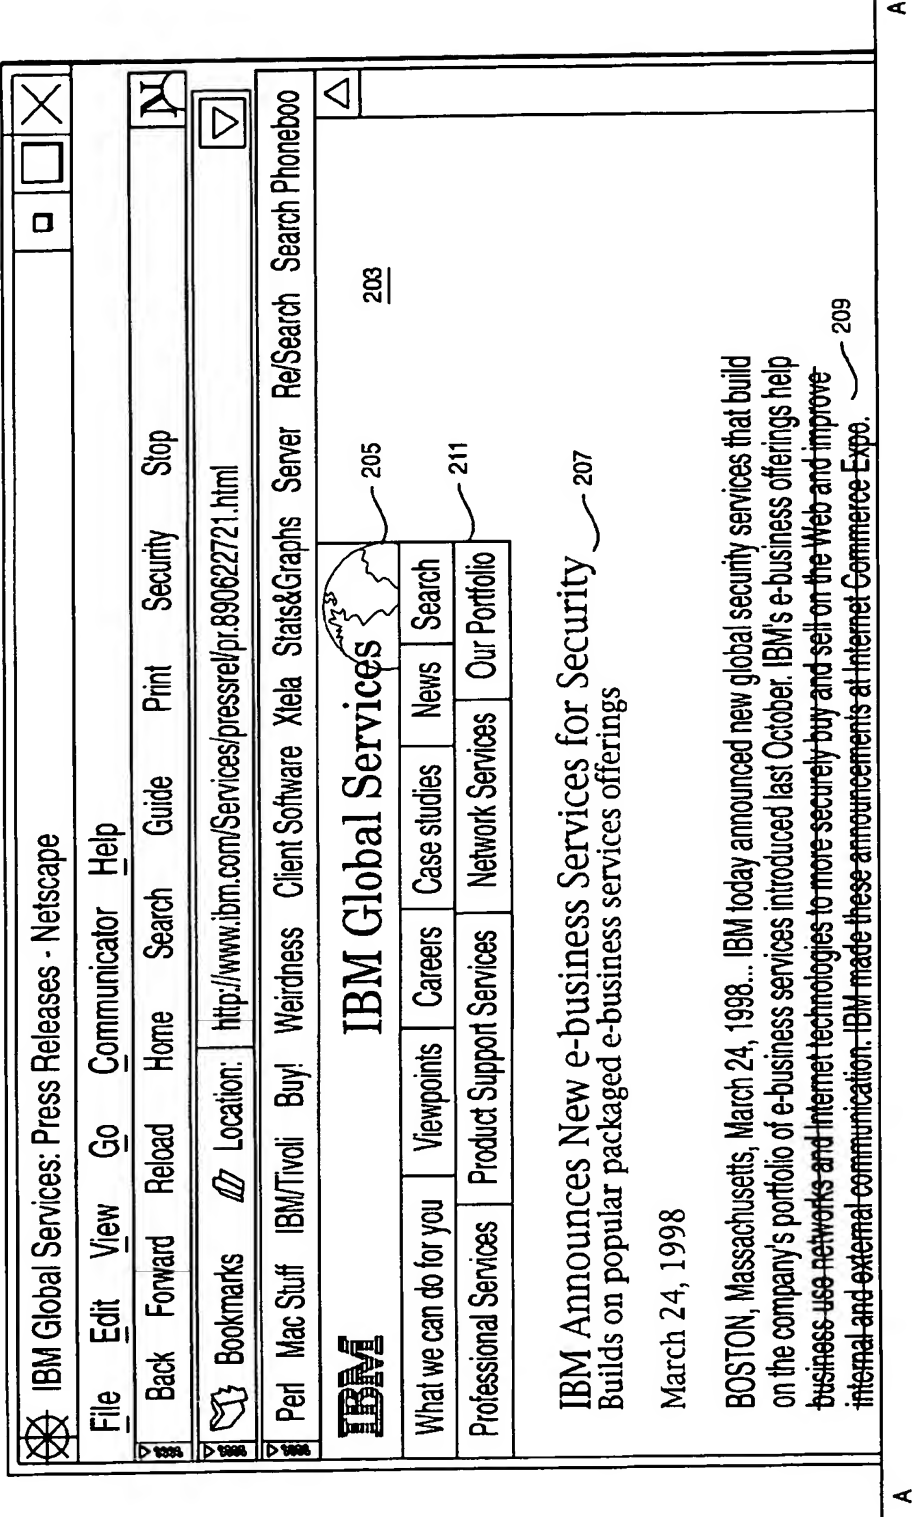 IBM Global Services: Press Releases - Netscape
File Edit View Go Communicator Help
Back Forward Reload Home Search Guide Print Security Stop
N
Bookmarks Location: http://www.ibm.com/Services/pressrel/pr.890622721.html
Perl Mac Stuff IBM/Tivoli Buy! Weirdness Client Software Xtela Stats&Graphs Server Re/Search Search Phoneboo
IBM IBM Global Services 205
203
What we can do for you Viewpoints Careers Case studies News Search
211
Professional Services Product Support Services Network Services Our Portfolio
IBM Announces New e-business Services for Security 207
Builds on popular packaged e-business services offerings
March 24, 1998
BOSTON, Massachusetts, March 24, 1998... IBM today announced new global security services that build
on the company's portfolio of e-business services introduced last October. IBM's e-business offerings help
business use networks and Internet technologies to more securely buy and sell on the Web and improve
internal and external communication. IBM made these announcements at Internet Commerce Expo. 209
A A